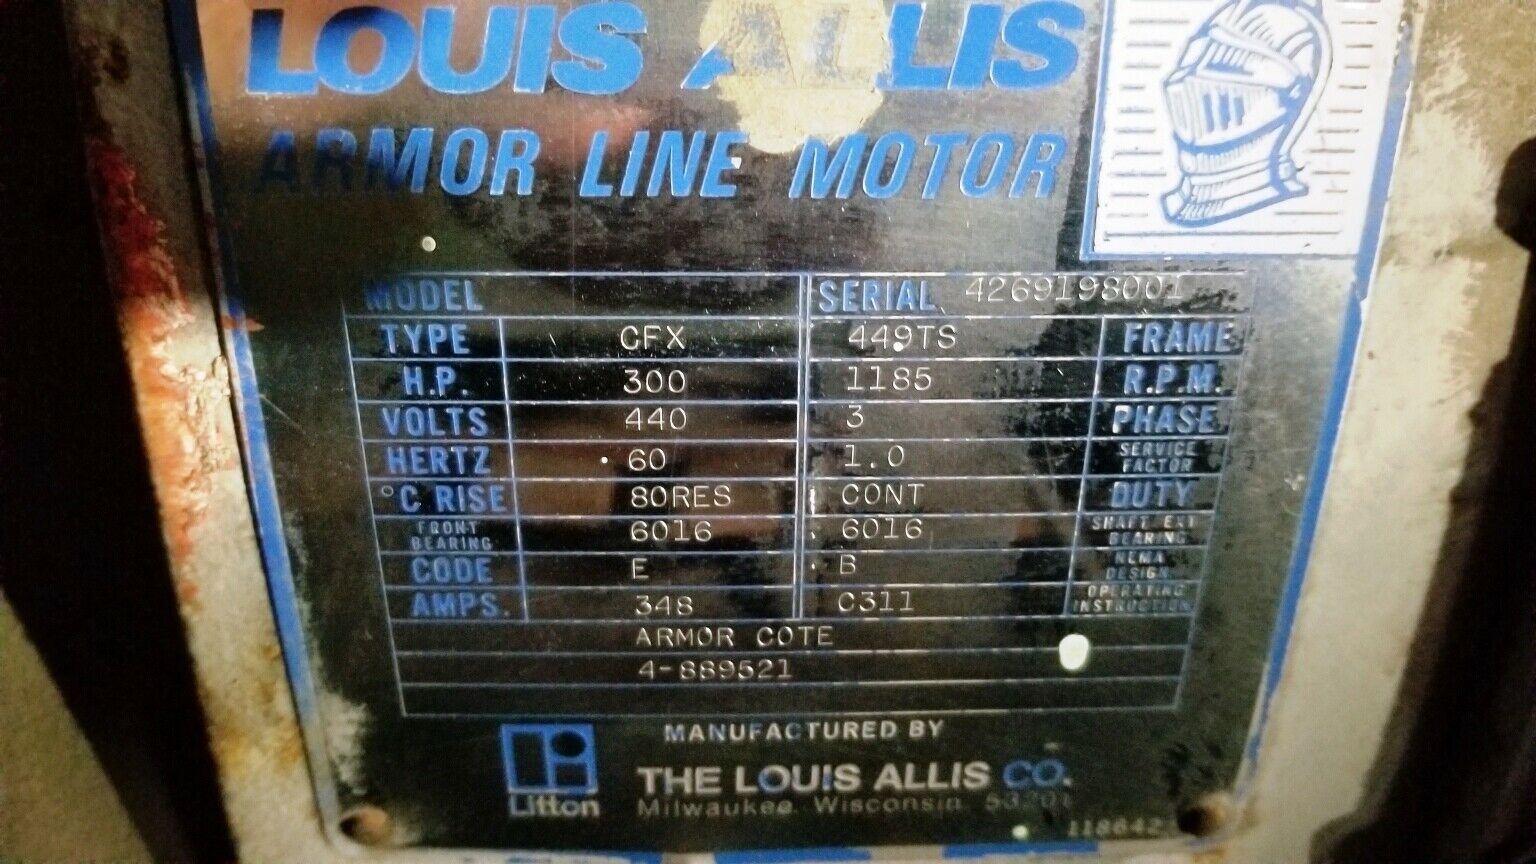 LOUIS ALLIS
ARMOR LINE MOTOR
MODEL SERIAL 4269198001
TYPE CFX 449TS FRAME
H.P. 300 1185 R.P.M.
VOLTS 440 3 PHASE
HERTZ 60 1.0 SERVICE FACTOR
°C RISE 80RES CONT DUTY
FRONT BEARING 6016 6016 SHAFT EXT BEARING
CODE E B NEMA DESIGN
AMPS. 348 C311 OPERATING INSTRUCTION
ARMOR COTE
4-889521
MANUFACTURED BY
THE LOUIS ALLIS CO.
Litton Milwaukee, Wisconsin 53201